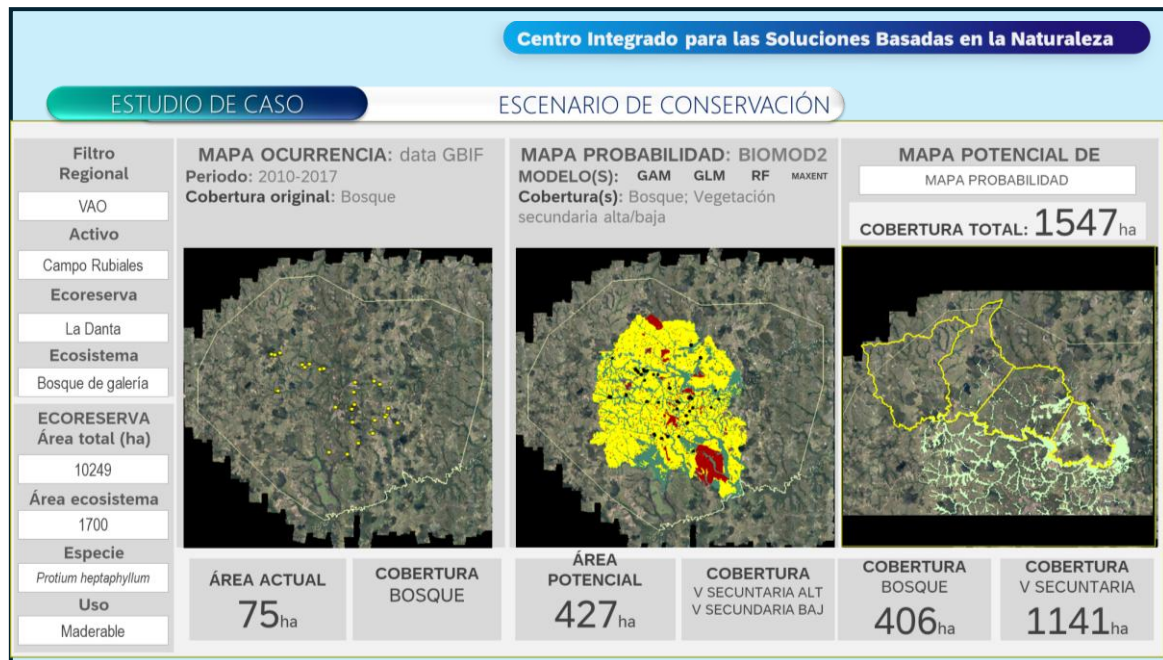 Centro Integrado para las Soluciones Basadas en la Naturaleza
ESTUDIO DE CASO
ESCENARIO DE CONSERVACIÓN
Filtro
Regional
VAO
Activo
Campo Rubiales
Ecoreserva
La Danta
Ecosistema
Bosque de galería
ECORESERVA
Área total (ha)
10249
Área ecosistema
1700
Especie
Protium heptaphyllum
Uso
Maderable
MAPA OCURRENCIA: data GBIF
Periodo: 2010-2017
Cobertura original: Bosque
ÁREA ACTUAL
75ha
COBERTURA
BOSQUE
MAPA PROBABILIDAD: BIOMOD2
MODELO(S): GAM GLM RF MAXENT
Cobertura(s): Bosque; Vegetación
secundaria alta/baja
ÁREA
POTENCIAL
427ha
COBERTURA
V SECUNTARIA ALT
V SECUNDARIA BAJ
MAPA POTENCIAL DE
MAPA PROBABILIDAD
COBERTURA TOTAL: 1547ha
COBERTURA
BOSQUE
406ha
COBERTURA
V SECUNTARIA
1141ha